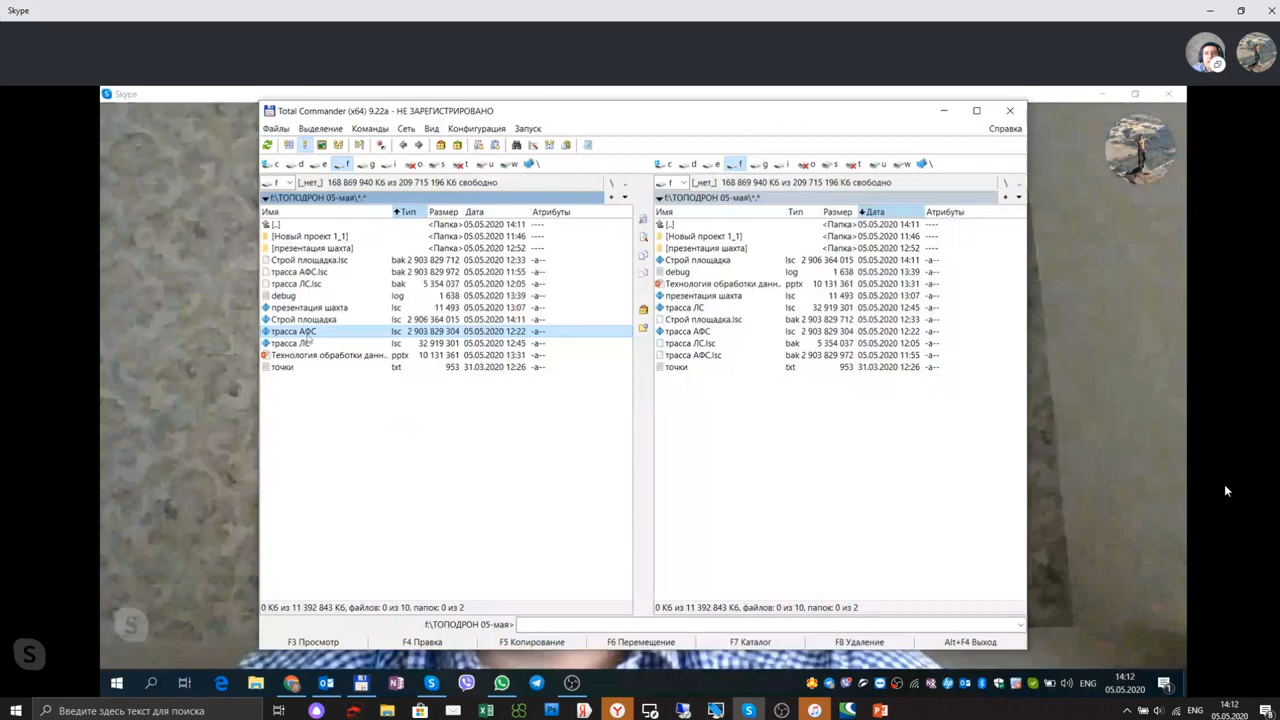 Skype
Skype
Total Commander (x64) 9.22a - НЕ ЗАРЕГИСТРИРОВАНО
Файлы Выделение Команды Сеть Вид Конфигурация Запуск Справка
c d e f g i o s t u w \ c d e f g i o s t u w \
f [_нет_] 168 869 940 Кб из 209 715 196 Кб свободно \ .. f [_нет_] 168 869 940 Кб из 209 715 196 Кб свободно \ ..
f:\ТОПОДРОН 05-мая\*.* f:\ТОПОДРОН 05-мая\*.*
Имя Тип Размер Дата Атрибуты Имя Тип Размер Дата Атрибуты
[..] <Папка> 05.05.2020 14:11 ---- [..] <Папка> 05.05.2020 14:11 ----
[Новый проект 1_1] <Папка> 05.05.2020 11:46 ---- [Новый проект 1_1] <Папка> 05.05.2020 11:46 ----
[презентация шахта] <Папка> 05.05.2020 12:52 ---- [презентация шахта] <Папка> 05.05.2020 12:52 ----
Строй площадка.lsc bak 2 903 829 712 05.05.2020 12:33 -a-- Строй площадка lsc 2 906 364 015 05.05.2020 14:11 -a--
трасса АФС.lsc bak 2 903 829 972 05.05.2020 11:55 -a-- debug log 1 638 05.05.2020 13:39 -a--
трасса ЛС.lsc bak 5 354 037 05.05.2020 12:05 -a-- Технология обработки данн.. pptx 10 131 361 05.05.2020 13:31 -a--
debug log 1 638 05.05.2020 13:39 -a-- презентация шахта lsc 11 493 05.05.2020 13:07 -a--
презентация шахта lsc 11 493 05.05.2020 13:07 -a-- трасса ЛС lsc 32 919 301 05.05.2020 12:45 -a--
Строй площадка lsc 2 906 364 015 05.05.2020 14:11 -a-- Строй площадка.lsc bak 2 903 829 712 05.05.2020 12:33 -a--
трасса АФС lsc 2 903 829 304 05.05.2020 12:22 -a-- трасса АФС lsc 2 903 829 304 05.05.2020 12:22 -a--
трасса ЛС lsc 32 919 301 05.05.2020 12:45 -a-- трасса ЛС.lsc bak 5 354 037 05.05.2020 12:05 -a--
Технология обработки данн.. pptx 10 131 361 05.05.2020 13:31 -a-- трасса АФС.lsc bak 2 903 829 972 05.05.2020 11:55 -a--
точки txt 953 31.03.2020 12:26 -a-- точки txt 953 31.03.2020 12:26 -a--
0 Кб из 11 392 843 Кб, файлов: 0 из 10, папок: 0 из 2 0 Кб из 11 392 843 Кб, файлов: 0 из 10, папок: 0 из 2
f:\ТОПОДРОН 05-мая>
F3 Просмотр F4 Правка F5 Копирование F6 Перемещение F7 Каталог F8 Удаление Alt+F4 Выход
ENG 14:12
05.05.2020
Введите здесь текст для поиска
ENG 14:12
05.05.2020